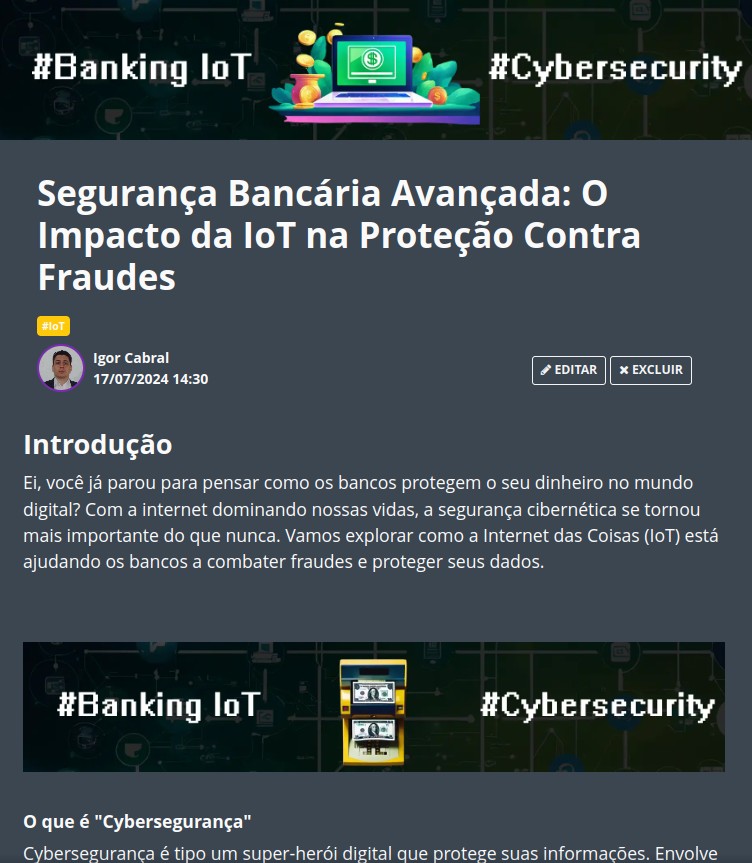 #Banking IoT
#Cybersecurity
Segurança Bancária Avançada: O
Impacto da IoT na Proteção Contra
Fraudes
#IoT
Igor Cabral
17/07/2024 14:30
EDITAR
EXCLUIR
Introdução
Ei, você já parou para pensar como os bancos protegem o seu dinheiro no mundo
digital? Com a internet dominando nossas vidas, a segurança cibernética se tornou
mais importante do que nunca. Vamos explorar como a Internet das Coisas (IoT) está
ajudando os bancos a combater fraudes e proteger seus dados.
#Banking IoT
#Cybersecurity
O que é "Cybersegurança"
Cybersegurança é tipo um super-herói digital que protege suas informações. Envolve